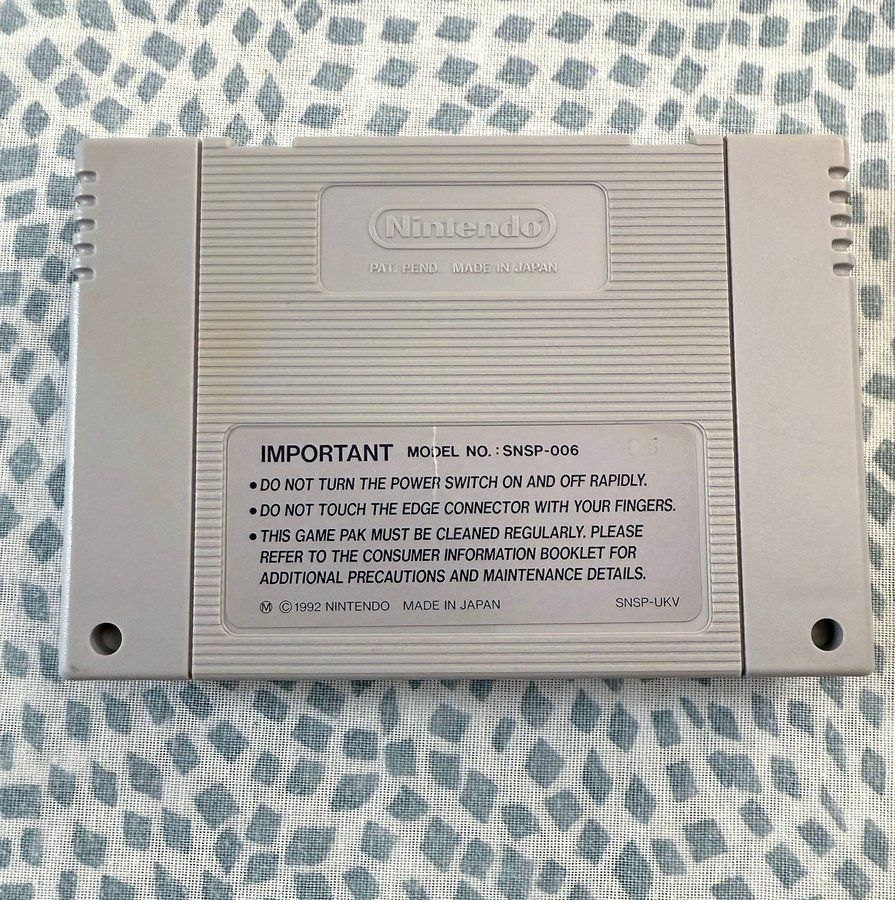 Nintendo
PAT. PEND. MADE IN JAPAN
IMPORTANT MODEL NO. : SNSP-006
•DO NOT TURN THE POWER SWITCH ON AND OFF RAPIDLY.
•DO NOT TOUCH THE EDGE CONNECTOR WITH YOUR FINGERS.
•THIS GAME PAK MUST BE CLEANED REGULARLY. PLEASE
REFER TO THE CONSUMER INFORMATION BOOKLET FOR
ADDITIONAL PRECAUTIONS AND MAINTENANCE DETAILS.
Ⓜ ©1992 NINTENDO MADE IN JAPAN SNSP-UKV